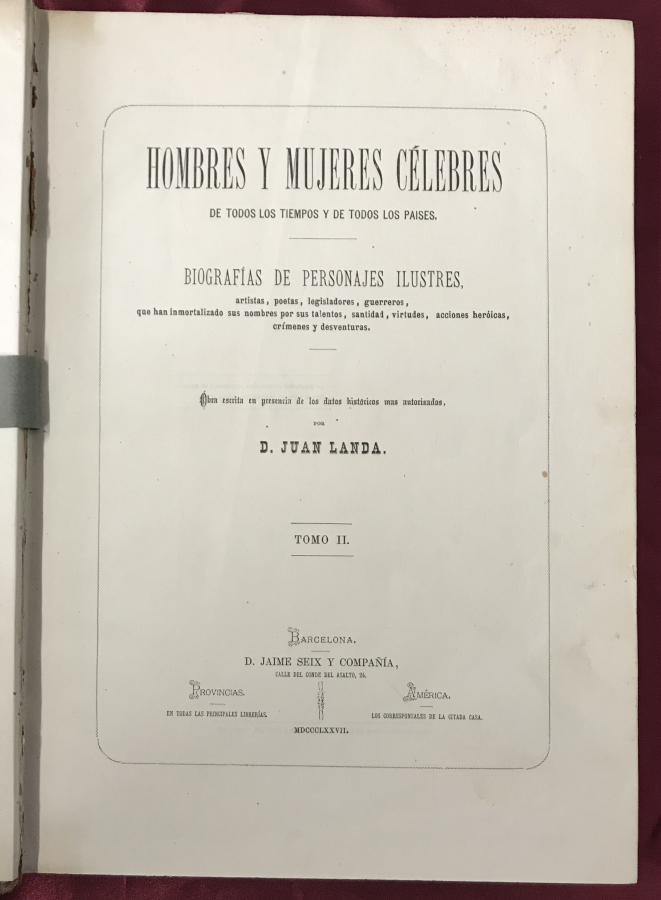 HOMBRES Y MUJERES CÉLEBRES
DE TODOS LOS TIEMPOS Y DE TODOS LOS PAISES.
BIOGRAFÍAS DE PERSONAJES ILUSTRES,
artistas, poetas, legisladores, guerreros,
que han inmortalizado sus nombres por sus talentos, santidad, virtudes, acciones heróicas,
crímenes y desventuras.
Obra escrita en presencia de los datos históricos mas autorizados,
POR
D. JUAN LANDA.
TOMO II.
BARCELONA.
D. JAIME SEIX Y COMPAÑÍA,
CALLE DEL CONDE DEL ASALTO, 24.
PROVINCIAS.
EN TODAS LAS PRINCIPALES LIBRERÍAS.
AMÉRICA.
LOS CORRESPONSALES DE LA CITADA CASA.
MDCCCLXXVII.